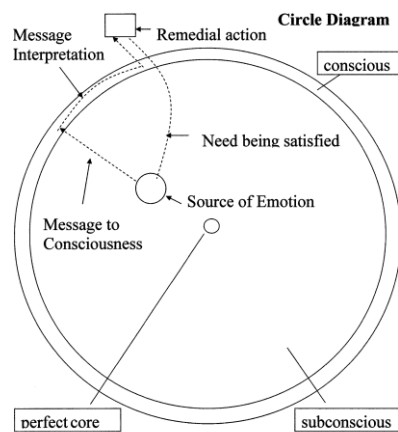 Circle Diagram
Message
Interpretation
Remedial action
conscious
Need being satisfied
Source of Emotion
Message to
Consciousness
perfect core
subconscious